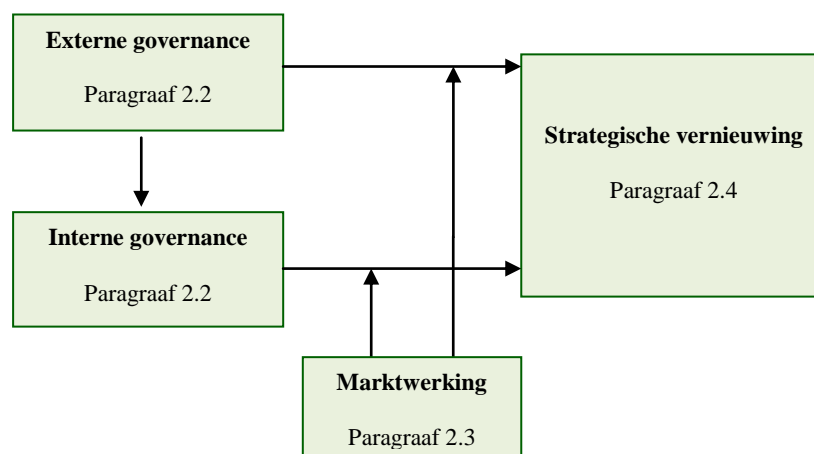 Externe governance
Paragraaf 2.2
Strategische vernieuwing
Paragraaf 2.4
Interne governance
Paragraaf 2.2
Marktwerking
Paragraaf 2.3